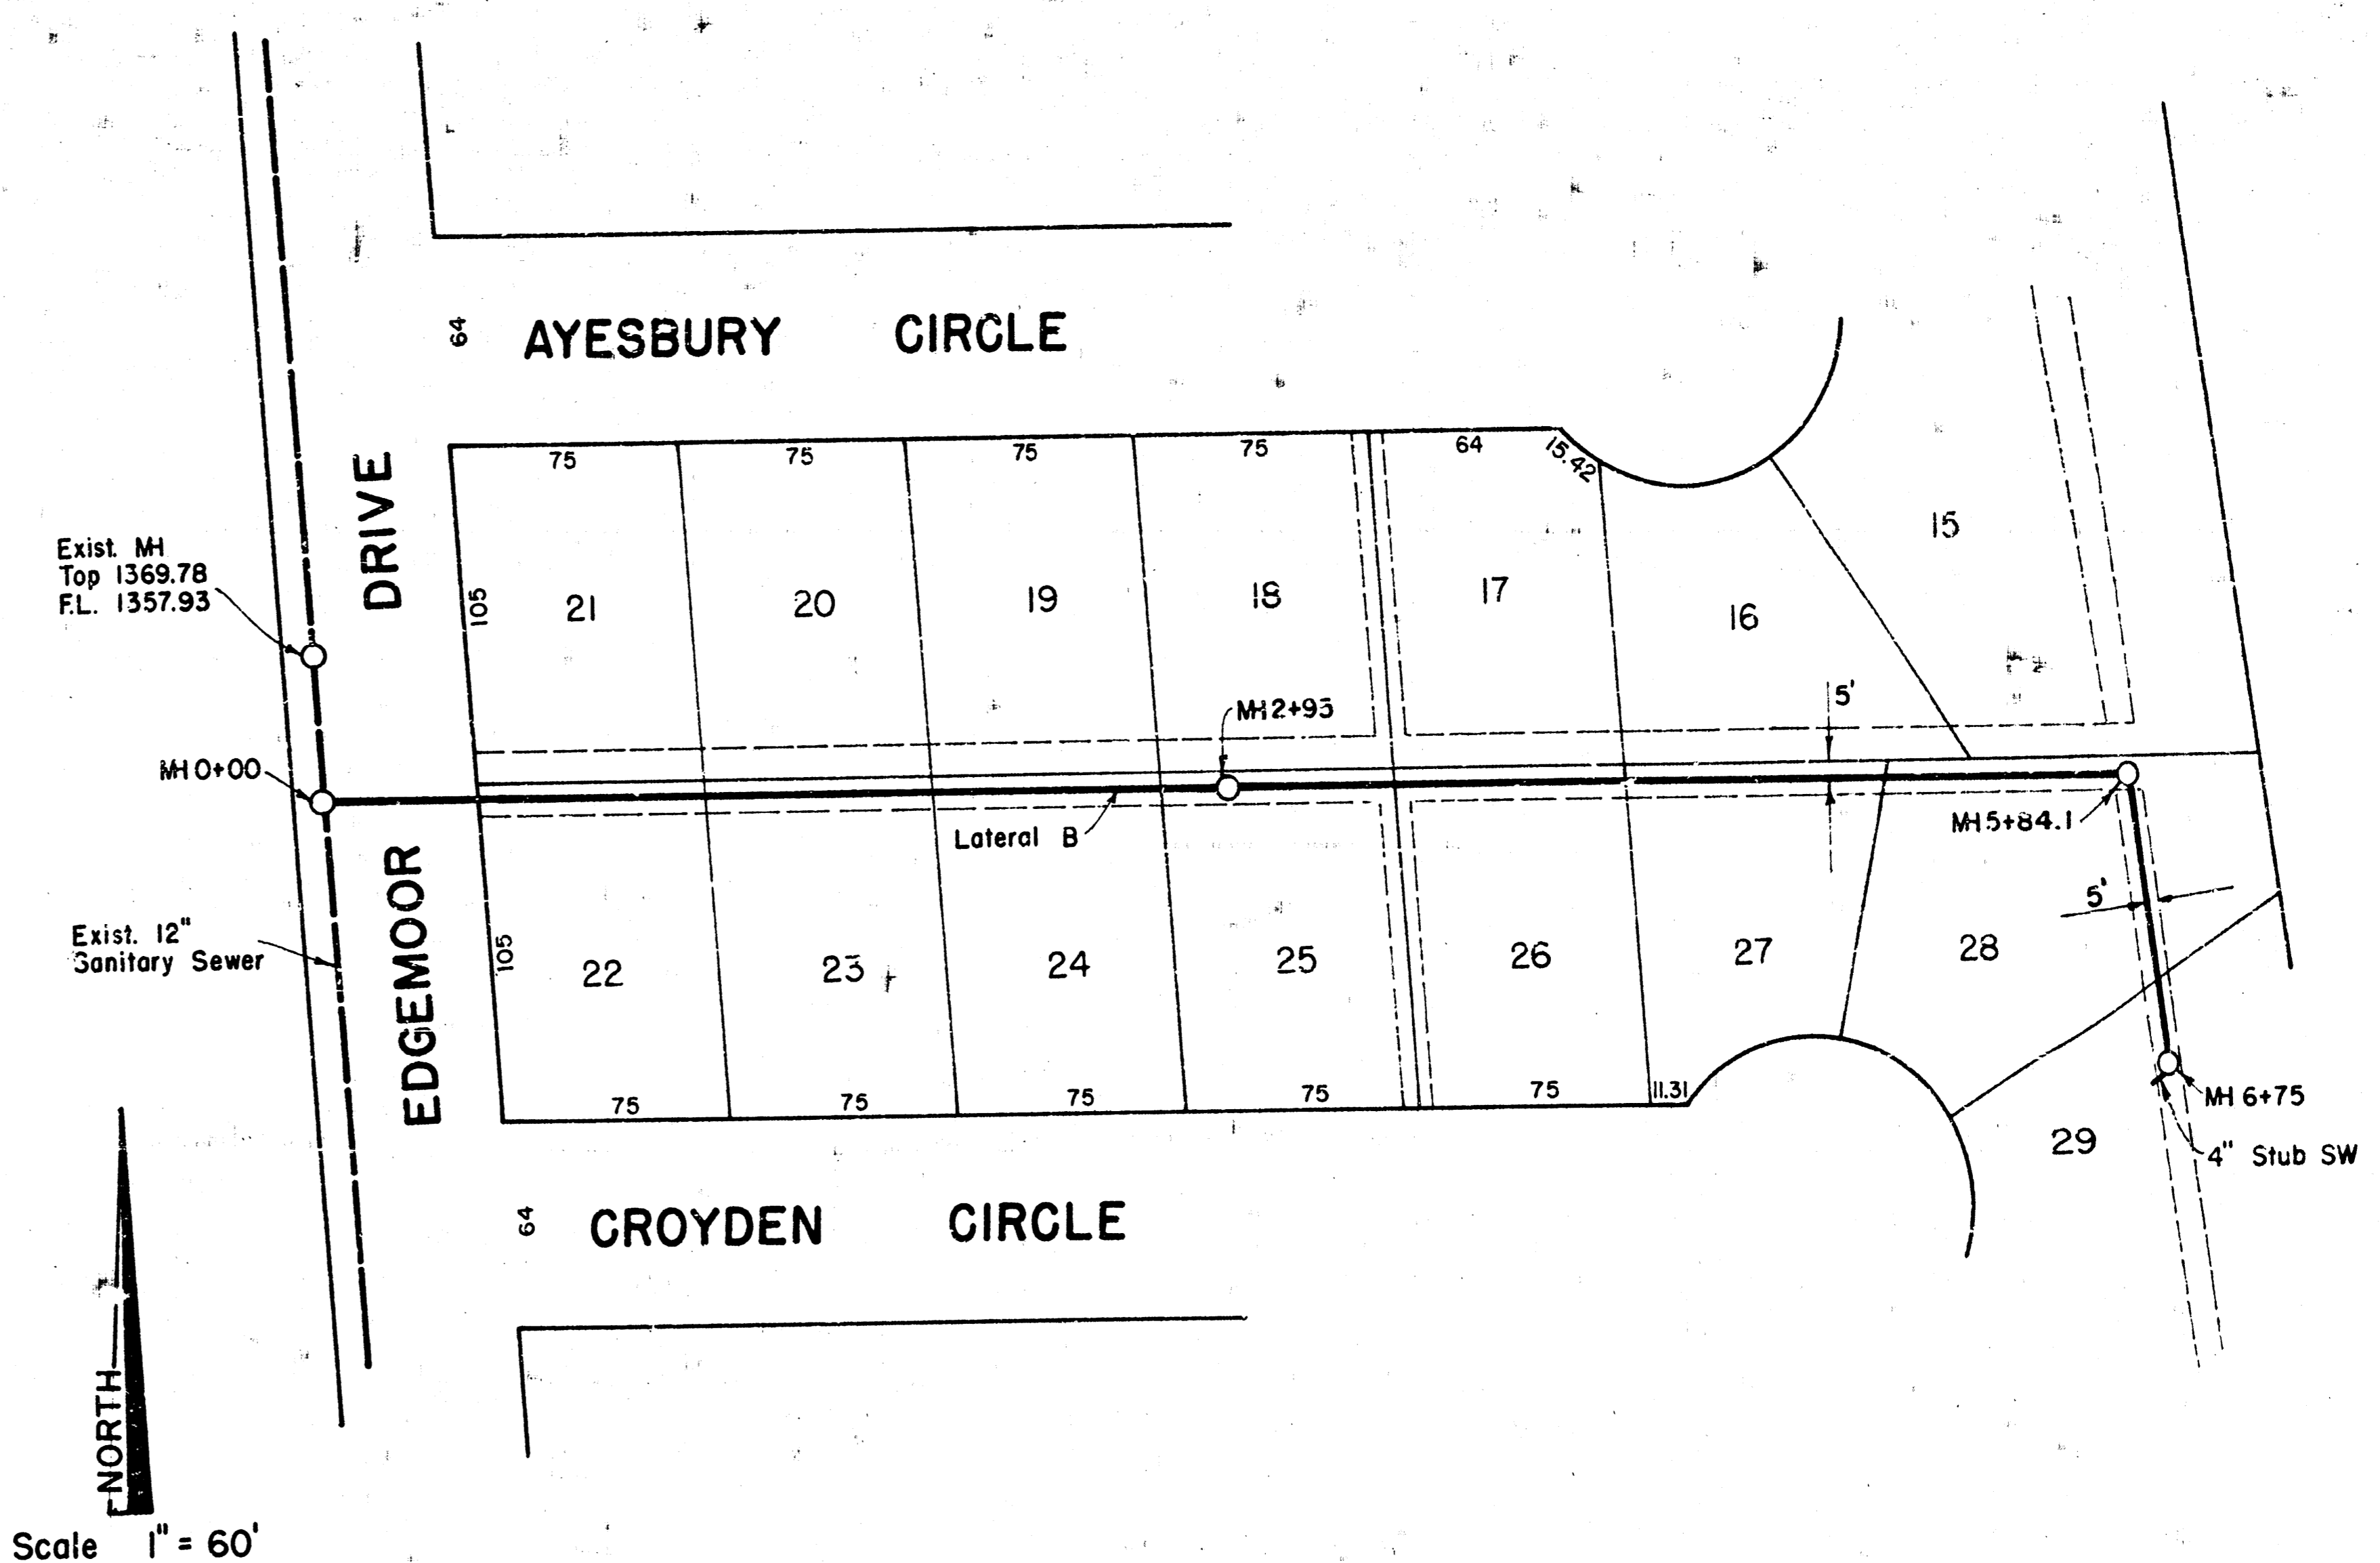 AYESBURY CIRCLE
64
75
75
75
75
64
15.42
DRIVE
Exist. MH
Top 1369.78
F.L. 1357.93
105
21
20
19
18
17
16
15
5'
MH 2+95
MH 0+00
Lateral B
MH 5+84.1
Exist. 12"
Sanitary Sewer
EDGEMOOR
105
22
23
24
25
26
27
28
5'
75
75
75
75
75
11.31
MH 6+75
29
4" Stub SW
64
CROYDEN CIRCLE
NORTH
Scale 1" = 60'